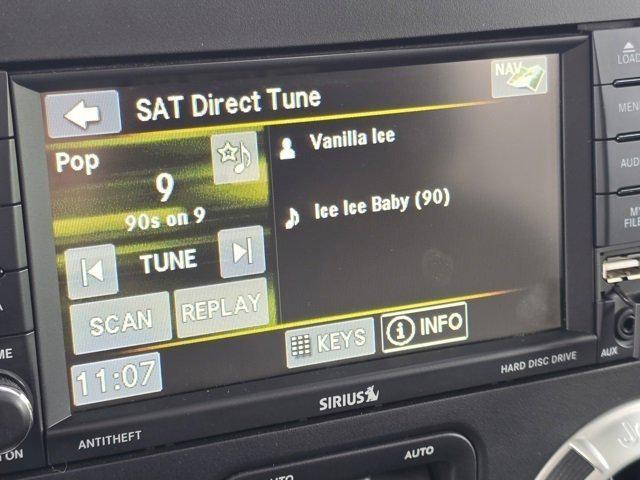 SAT Direct Tune
NAV
Pop
9
90s on 9
TUNE
SCAN
REPLAY
Vanilla Ice
Ice Ice Baby (90)
KEYS
INFO
11:07
SIRIUS
HARD DISC DRIVE
ANTITHEFT
LOAD
AUX
AUTO